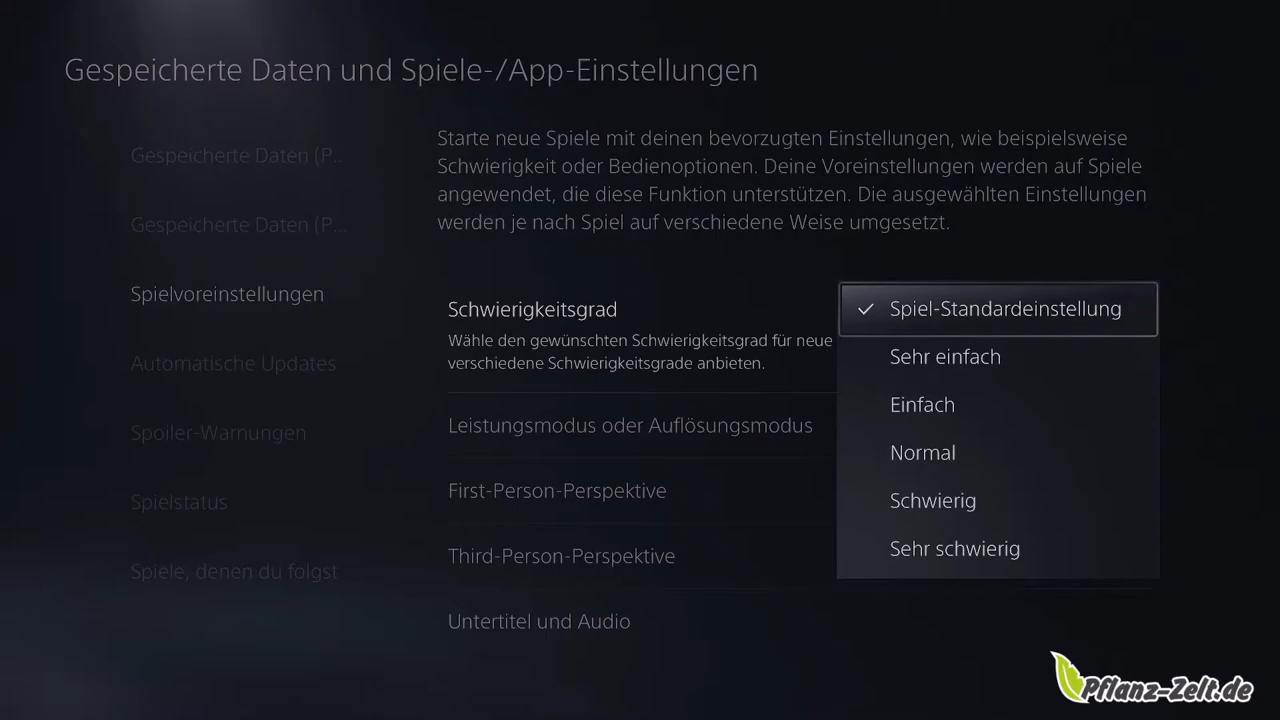 Gespeicherte Daten und Spiele-/App-Einstellungen
Gespeicherte Daten (P...
Gespeicherte Daten (P...
Spielvoreinstellungen
Automatische Updates
Spoiler-Warnungen
Spielstatus
Spiele, denen du folgst
Starte neue Spiele mit deinen bevorzugten Einstellungen, wie beispielsweise
Schwierigkeit oder Bedienoptionen. Deine Voreinstellungen werden auf Spiele
angewendet, die diese Funktion unterstützen. Die ausgewählten Einstellungen
werden je nach Spiel auf verschiedene Weise umgesetzt.
Schwierigkeitsgrad
Wähle den gewünschten Schwierigkeitsgrad für neue
verschiedene Schwierigkeitsgrade anbieten.
Leistungsmodus oder Auflösungsmodus
First-Person-Perspektive
Third-Person-Perspektive
Untertitel und Audio
Spiel-Standardeinstellung
Sehr einfach
Einfach
Normal
Schwierig
Sehr schwierig
Pflanz-Zelt.de